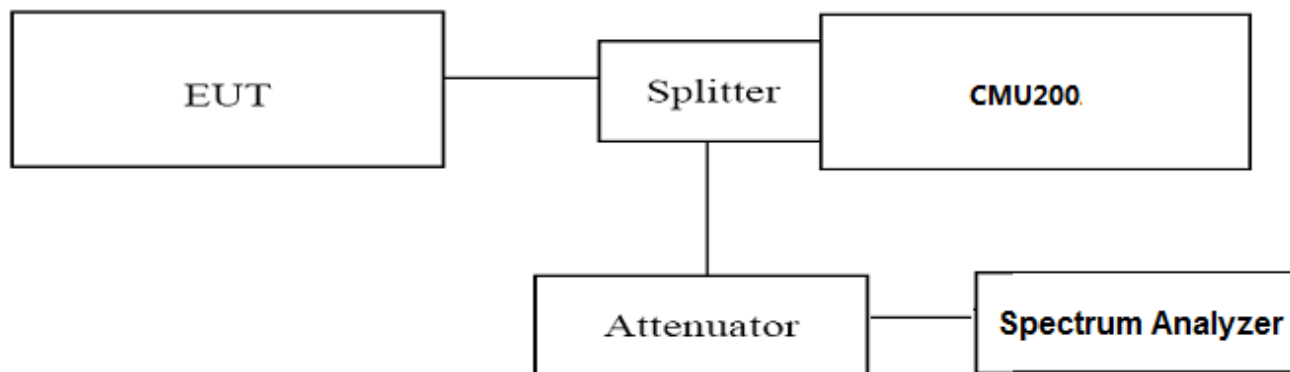 EUT
Splitter
CMU200.
Attenuator
Spectrum Analyzer